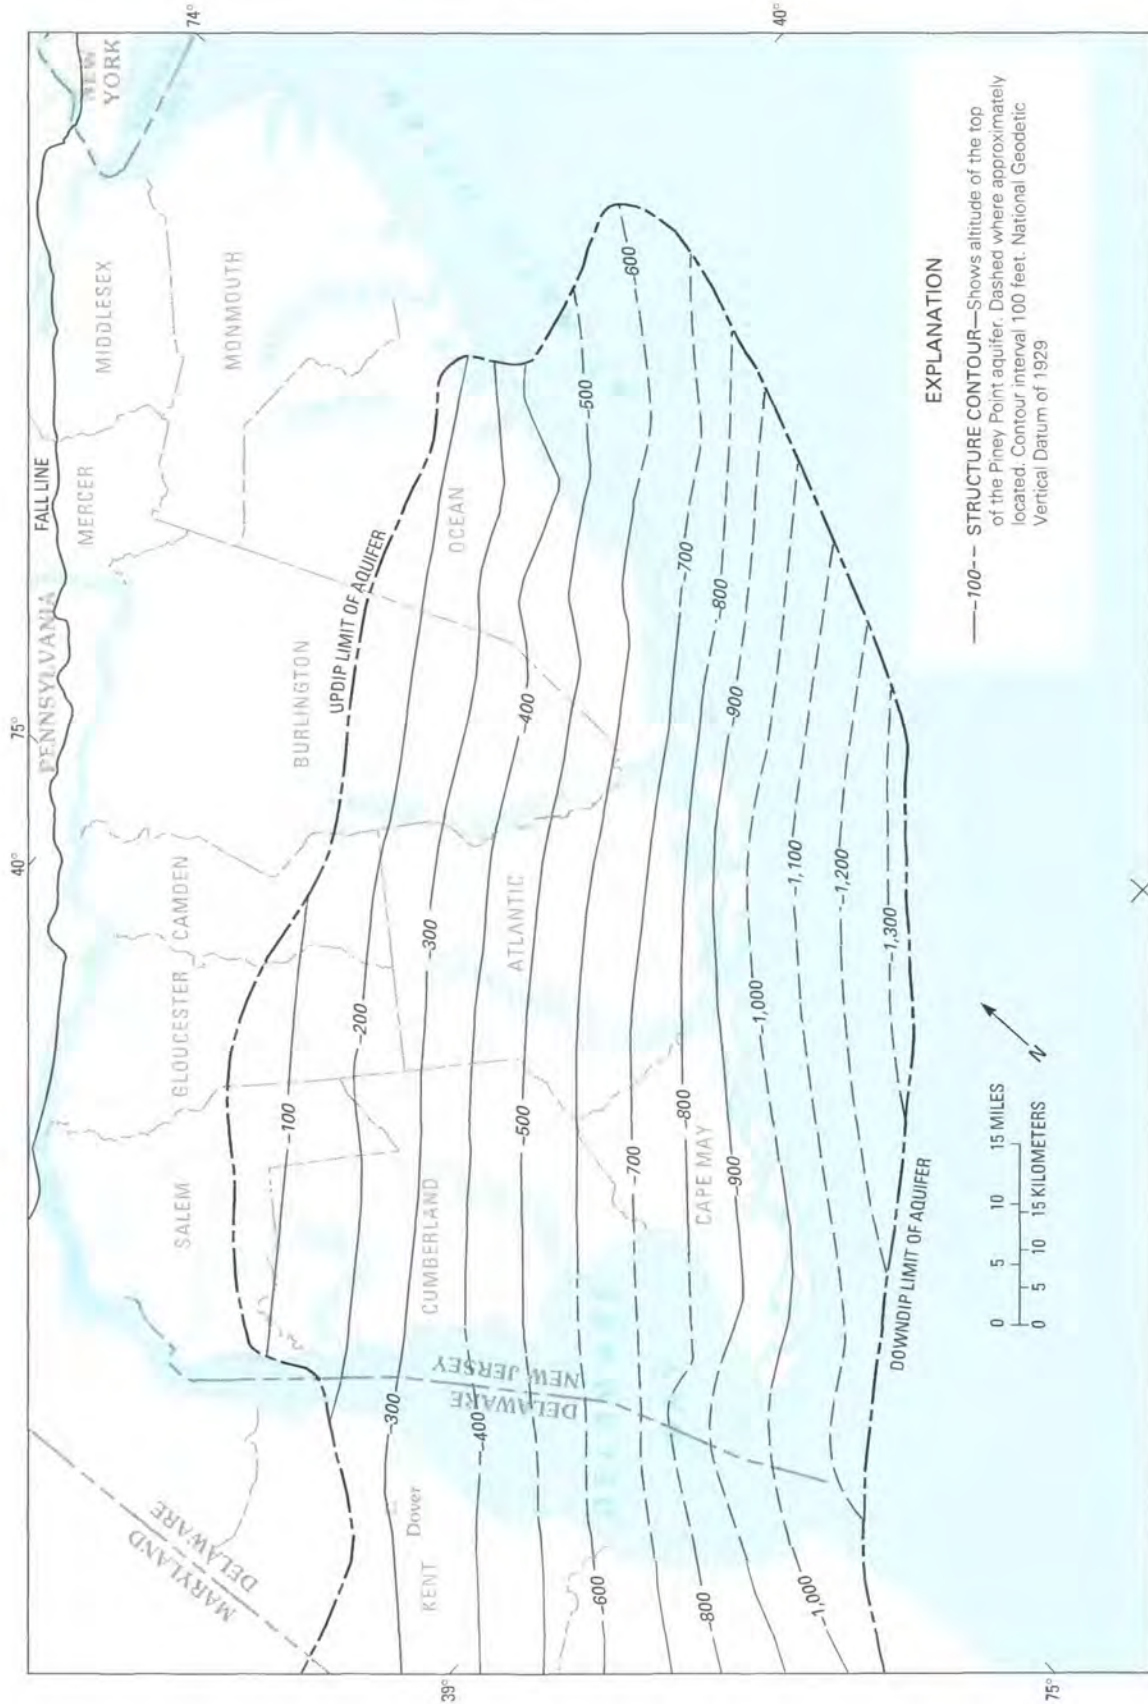 74°
40°
75°
40°
39°
75°
NEW
YORK
PENNSYLVANIA
FALL LINE
MIDDLESEX
MERCER
MONMOUTH
OCEAN
BURLINGTON
CAMDEN
GLOUCESTER
SALEM
ATLANTIC
CUMBERLAND
CAPE MAY
KENT
Dover
MARYLAND
DELAWARE
NEW JERSEY
DELAWARE
UPDIP LIMIT OF AQUIFER
DOWNDIP LIMIT OF AQUIFER
-100
-200
-300
-300
-300
-400
-400
-500
-500
-600
-600
-700
-700
-800
-800
-800
-900
-900
-1,000
-1,000
-1,100
-1,200
-1,300
EXPLANATION
—-100-- STRUCTURE CONTOUR—Shows altitude of the top
of the Piney Point aquifer. Dashed where approximately
located. Contour interval 100 feet. National Geodetic
Vertical Datum of 1929
0 5 10 15 MILES
0 5 10 15 KILOMETERS
N